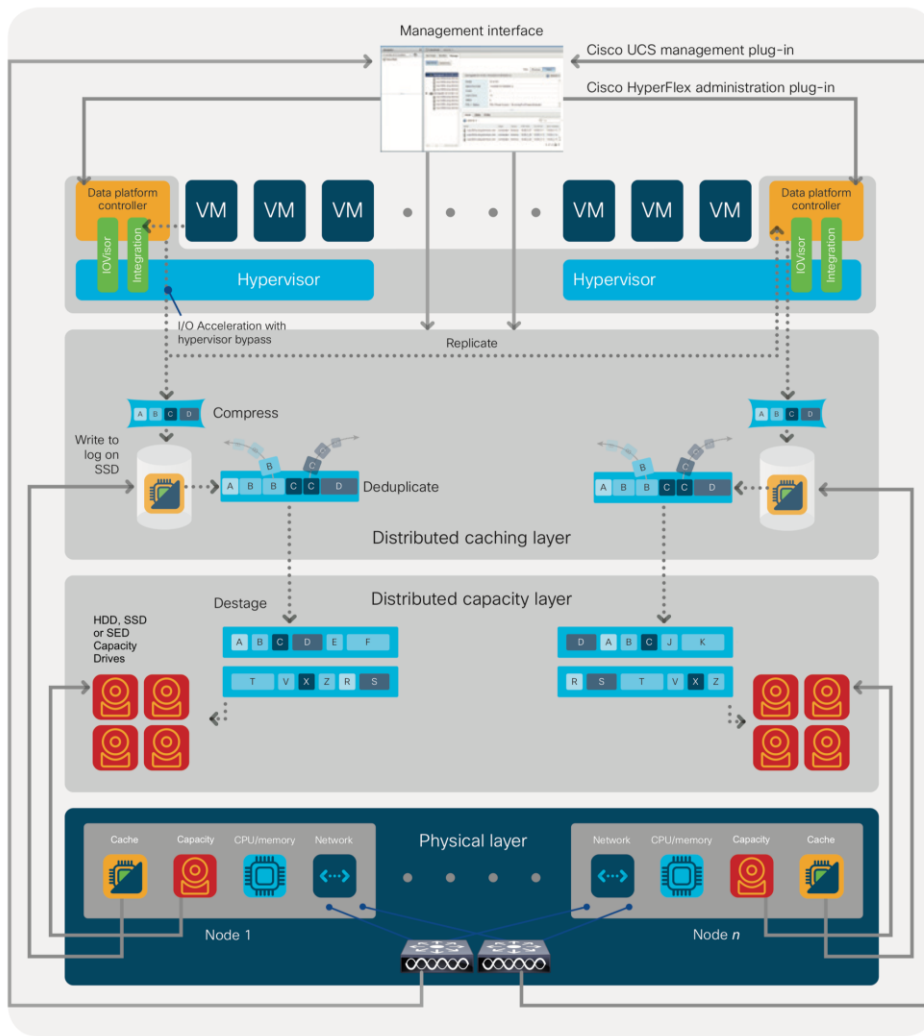 Management interface
Cisco UCS management plug-in
Cisco HyperFlex administration plug-in
Data platform
controller
VM
VM
VM
VM
VM
VM
Data platform
controller
IOVisor
Integration
Hypervisor
Hypervisor
IOVisor
Integration
I/O Acceleration with
hypervisor bypass
Replicate
A B C D
Compress
A B C D
Write to
log on
SSD
B
C
B
C
A B B C C D
Deduplicate
A B B C C D
Distributed caching layer
Destage
Distributed capacity layer
HDD, SSD
or SED
Capacity
Drives
A B C D E F
D A B C J K
T V X Z R S
R S T V X Z
Physical layer
Cache
Capacity
CPU/memory
Network
Network
CPU/memory
Capacity
Cache
Node 1
Node n